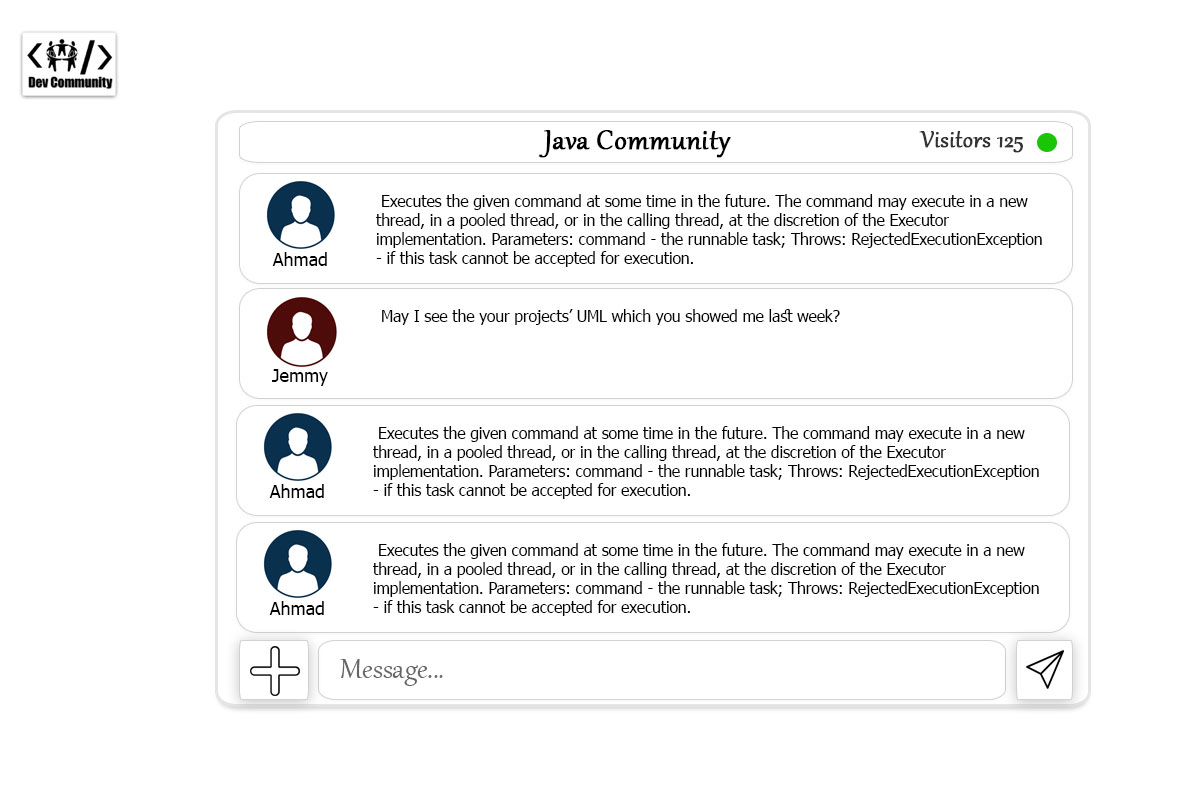 Dev Community
Java Community
Visitors 125
Executes the given command at some time in the future. The command may execute in a new
thread, in a pooled thread, or in the calling thread, at the discretion of the Executor
implementation. Parameters: command - the runnable task; Throws: RejectedExecutionException
- if this task cannot be accepted for execution.
Ahmad
May I see the your projects’ UML which you showed me last week?
Jemmy
Executes the given command at some time in the future. The command may execute in a new
thread, in a pooled thread, or in the calling thread, at the discretion of the Executor
implementation. Parameters: command - the runnable task; Throws: RejectedExecutionException
- if this task cannot be accepted for execution.
Ahmad
Executes the given command at some time in the future. The command may execute in a new
thread, in a pooled thread, or in the calling thread, at the discretion of the Executor
implementation. Parameters: command - the runnable task; Throws: RejectedExecutionException
- if this task cannot be accepted for execution.
Ahmad
Message...